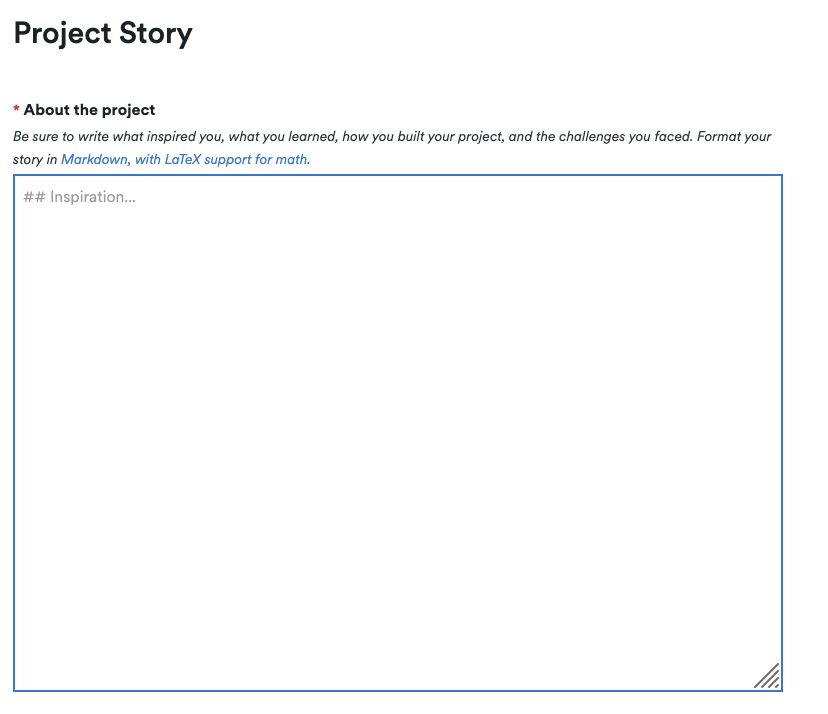 Project Story
* About the project
Be sure to write what inspired you, what you learned, how you built your project, and the challenges you faced. Format your
story in Markdown, with LaTeX support for math.
## Inspiration...